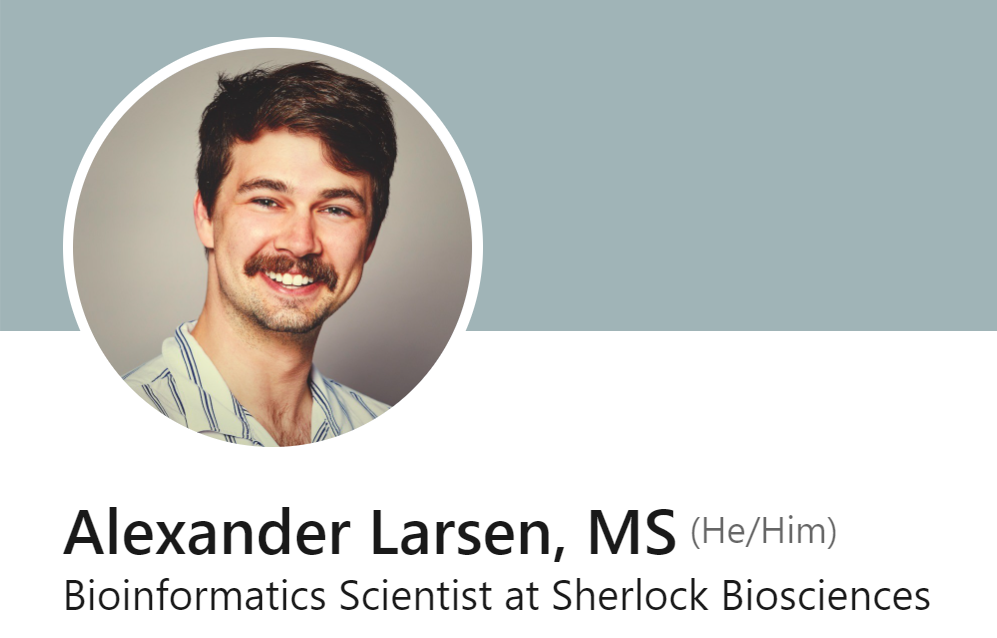 Alexander Larsen, MS (He/Him)
Bioinformatics Scientist at Sherlock Biosciences